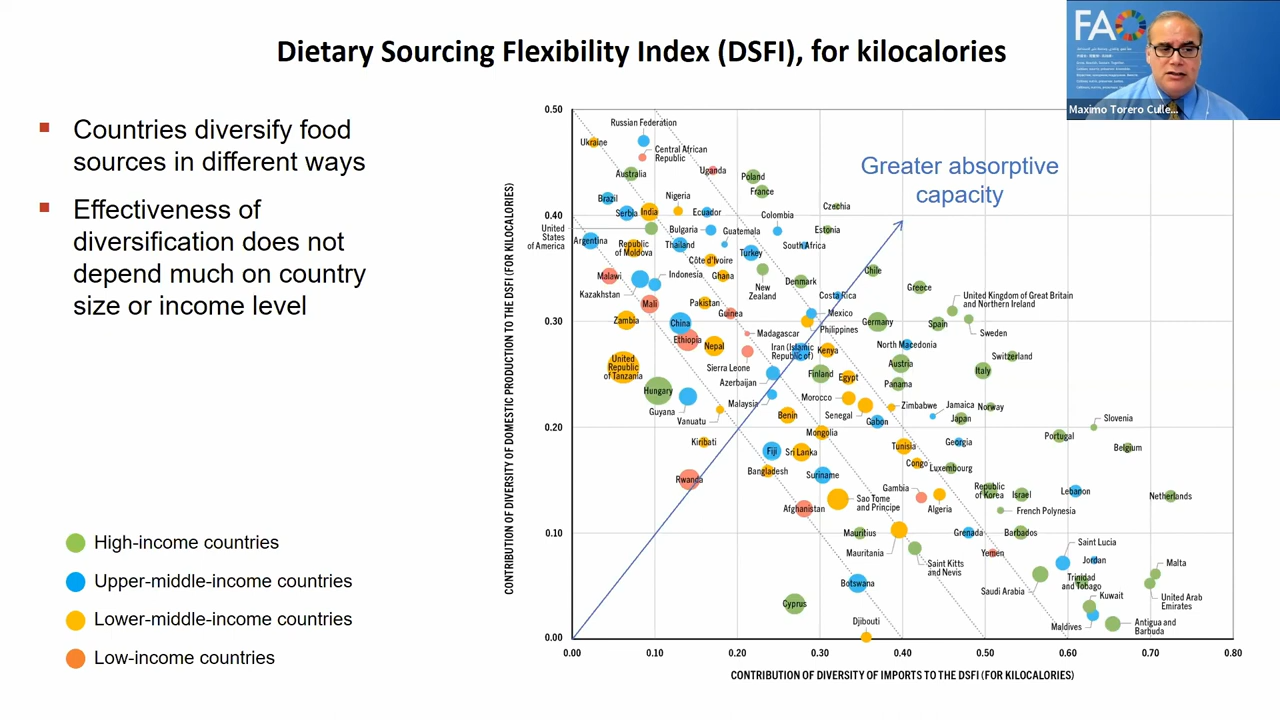 Dietary Sourcing Flexibility Index (DSFI), for kilocalories
FAO
Maximo Torero Culle...
Countries diversify food
sources in different ways
Effectiveness of
diversification does not
depend much on country
size or income level
High-income countries
Upper-middle-income countries
Lower-middle-income countries
Low-income countries
Greater absorptive
capacity
CONTRIBUTION OF DIVERSITY OF DOMESTIC PRODUCTION TO THE DSFI (FOR KILOCALORIES)
0.50
0.40
0.30
0.20
0.10
0.00
Russian Federation
Ukraine
Central African
Republic
Australia
Uganda
Poland
France
Brazil
Nigeria
Czechia
Serbia
India
Ecuador
Colombia
United
States
of America
Bulgaria
Guatemala
Estonia
Argentina
Republic
of Moldova
Thailand
Turkey
South Africa
Côte d'Ivoire
Malawi
Indonesia
Ghana
New
Zealand
Denmark
Chile
Kazakhstan
Costa Rica
Greece
United Kingdom of Great Britain
and Northern Ireland
Mali
Pakistan
Guinea
Mexico
Zambia
China
Madagascar
Philippines
Germany
Spain
Sweden
Ethiopia
Nepal
Iran (Islamic
Republic of)
Kenya
North Macedonia
Switzerland
United
Republic
of Tanzania
Sierra Leone
Austria
Italy
Azerbaijan
Finland
Egypt
Panama
Hungary
Malaysia
Morocco
Zimbabwe
Jamaica
Norway
Guyana
Vanuatu
Benin
Senegal
Gabon
Japan
Slovenia
Kiribati
Mongolia
Georgia
Portugal
Belgium
Fiji
Sri Lanka
Tunisia
Bangladesh
Suriname
Congo
Luxembourg
Rwanda
Gambia
Republic
of Korea
Israel
Lebanon
Netherlands
Afghanistan
Sao Tome
and Principe
Algeria
French Polynesia
Mauritius
Grenada
Barbados
Mauritania
Saint Kitts
and Nevis
Yemen
Saint Lucia
Jordan
Malta
Botswana
Saudi Arabia
Trinidad
and Tobago
Cyprus
Kuwait
United Arab
Emirates
Djibouti
Maldives
Antigua and
Barbuda
0.00 0.10 0.20 0.30 0.40 0.50 0.60 0.70 0.80
CONTRIBUTION OF DIVERSITY OF IMPORTS TO THE DSFI (FOR KILOCALORIES)